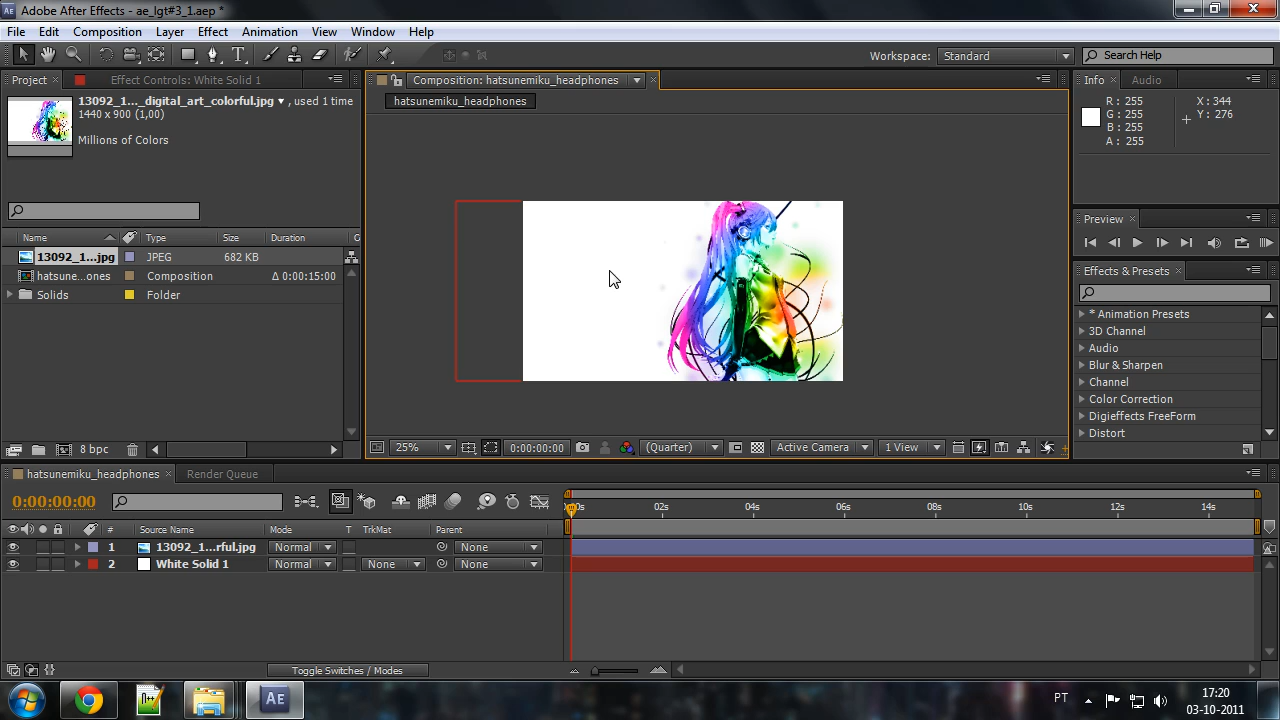 Adobe After Effects - ae_lgt#3_1.aep *
File Edit Composition Layer Effect Animation View Window Help
Workspace: Standard Search Help
Project Effect Controls: White Solid 1
13092_1..._digital_art_colorful.jpg , used 1 time
1440 x 900 (1,00)
Millions of Colors
Name Type Size Duration
13092_1...jpg JPEG 682 KB
hatsune...ones Composition Δ 0:00:15:00
Solids Folder
8 bpc
Composition: hatsunemiku_headphones
hatsunemiku_headphones
25% 0:00:00:00 (Quarter) Active Camera 1 View
Info Audio
R : 255
G : 255
B : 255
A : 255
X : 344
Y : 276
Preview
Effects & Presets
* Animation Presets
3D Channel
Audio
Blur & Sharpen
Channel
Color Correction
Digieffects FreeForm
Distort
hatsunemiku_headphones Render Queue
0:00:00:00
02s 04s 06s 08s 10s 12s 14s
# Source Name Mode T TrkMat Parent
1 13092_1...rful.jpg Normal None
2 White Solid 1 Normal None None
Toggle Switches / Modes
AE PT 17:20
03-10-2011